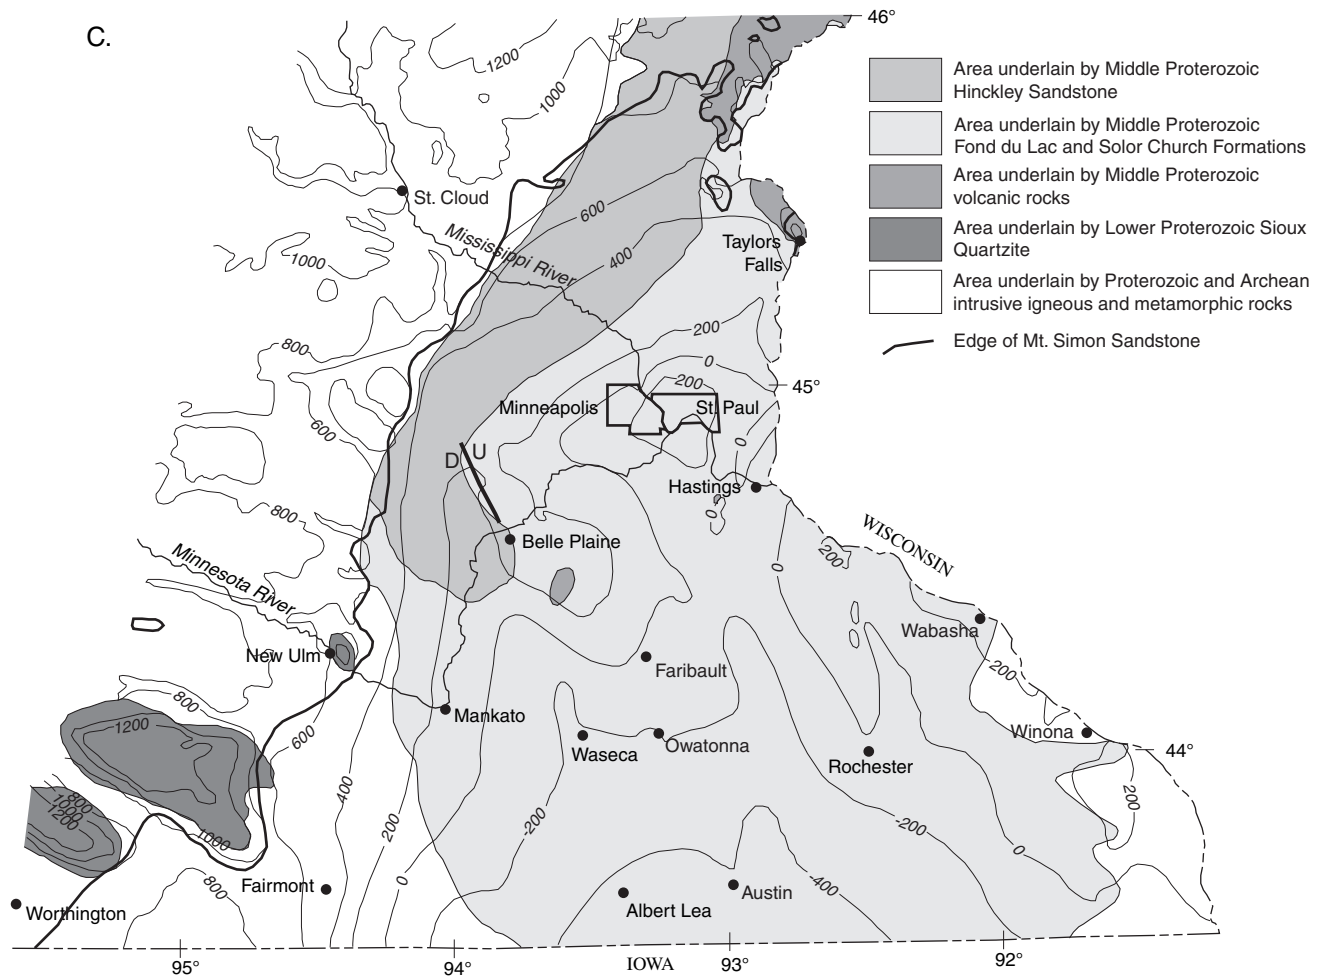 C.
46°
1200
1000
Area underlain by Middle Proterozoic
Hinckley Sandstone
Area underlain by Middle Proterozoic
Fond du Lac and Solor Church Formations
Area underlain by Middle Proterozoic
volcanic rocks
Area underlain by Lower Proterozoic Sioux
Quartzite
Area underlain by Proterozoic and Archean
intrusive igneous and metamorphic rocks
Edge of Mt. Simon Sandstone
St. Cloud
600
Mississippi River
400
Taylors
Falls
1000
200
800
0
200
45°
Minneapolis
St. Paul
600
0
D
U
Hastings
0
800
WISCONSIN
200
Belle Plaine
Minnesota River
0
Wabasha
New Ulm
Faribault
200
800
Mankato
1200
600
Waseca
Owatonna
Winona
44°
Rochester
400
200
800
1000
1200
200
-200
-200
1000
0
800
Fairmont
0
-400
Austin
Albert Lea
Worthington
95°
94°
IOWA
93°
92°